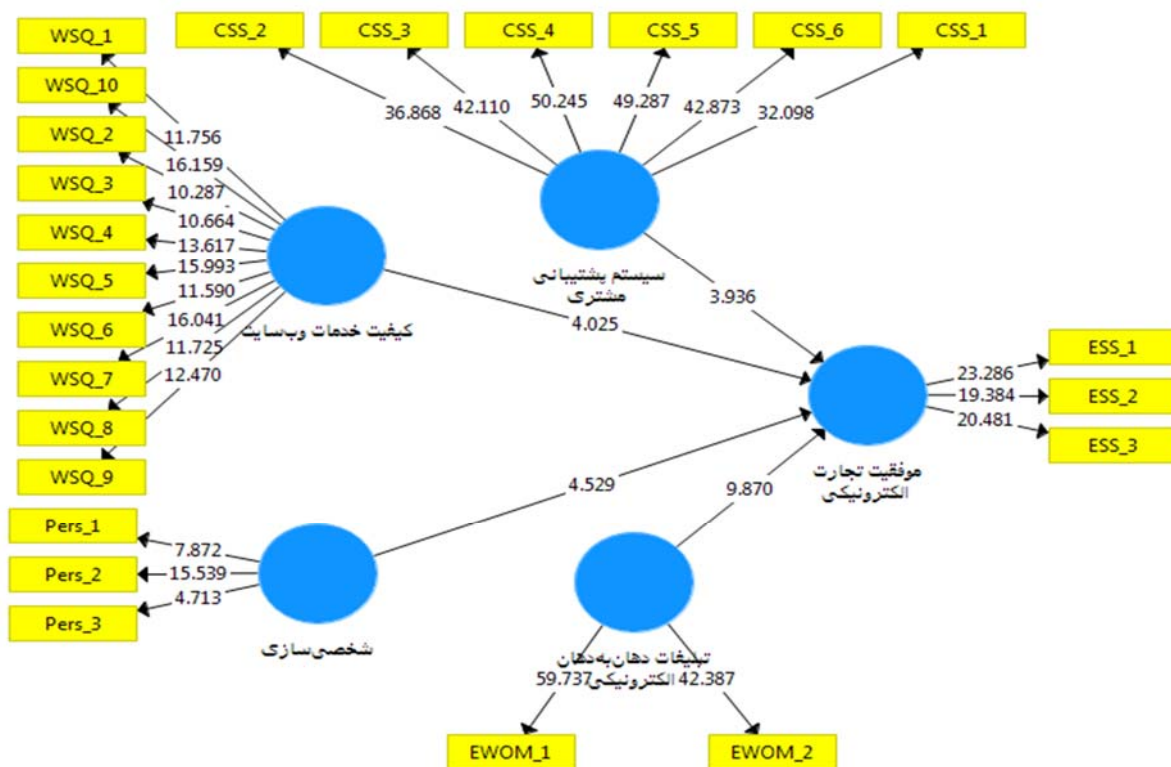 WSQ_1
CSS_2
CSS_3
CSS_4
CSS_5
CSS_6
CSS_1
WSQ_10
WSQ_2
WSQ_3
WSQ_4
WSQ_5
WSQ_6
WSQ_7
WSQ_8
WSQ_9
36.868
42.110
50.245
49.287
42.873
32.098
11.756
16.159
10.287
10.664
13.617
15.993
11.590
16.041
11.725
12.470
سیستم پشتیبانی
مشتری
کیفیت خدمات وب‌سایت
3.936
4.025
ESS_1
ESS_2
ESS_3
23.286
19.384
20.481
موفقیت تجارت
الکترونیکی
4.529
9.870
Pers_1
Pers_2
Pers_3
7.872
15.539
4.713
شخصی‌سازی
تبلیغات دهان‌به‌دهان
الکترونیکی
59.737
42.387
EWOM_1
EWOM_2